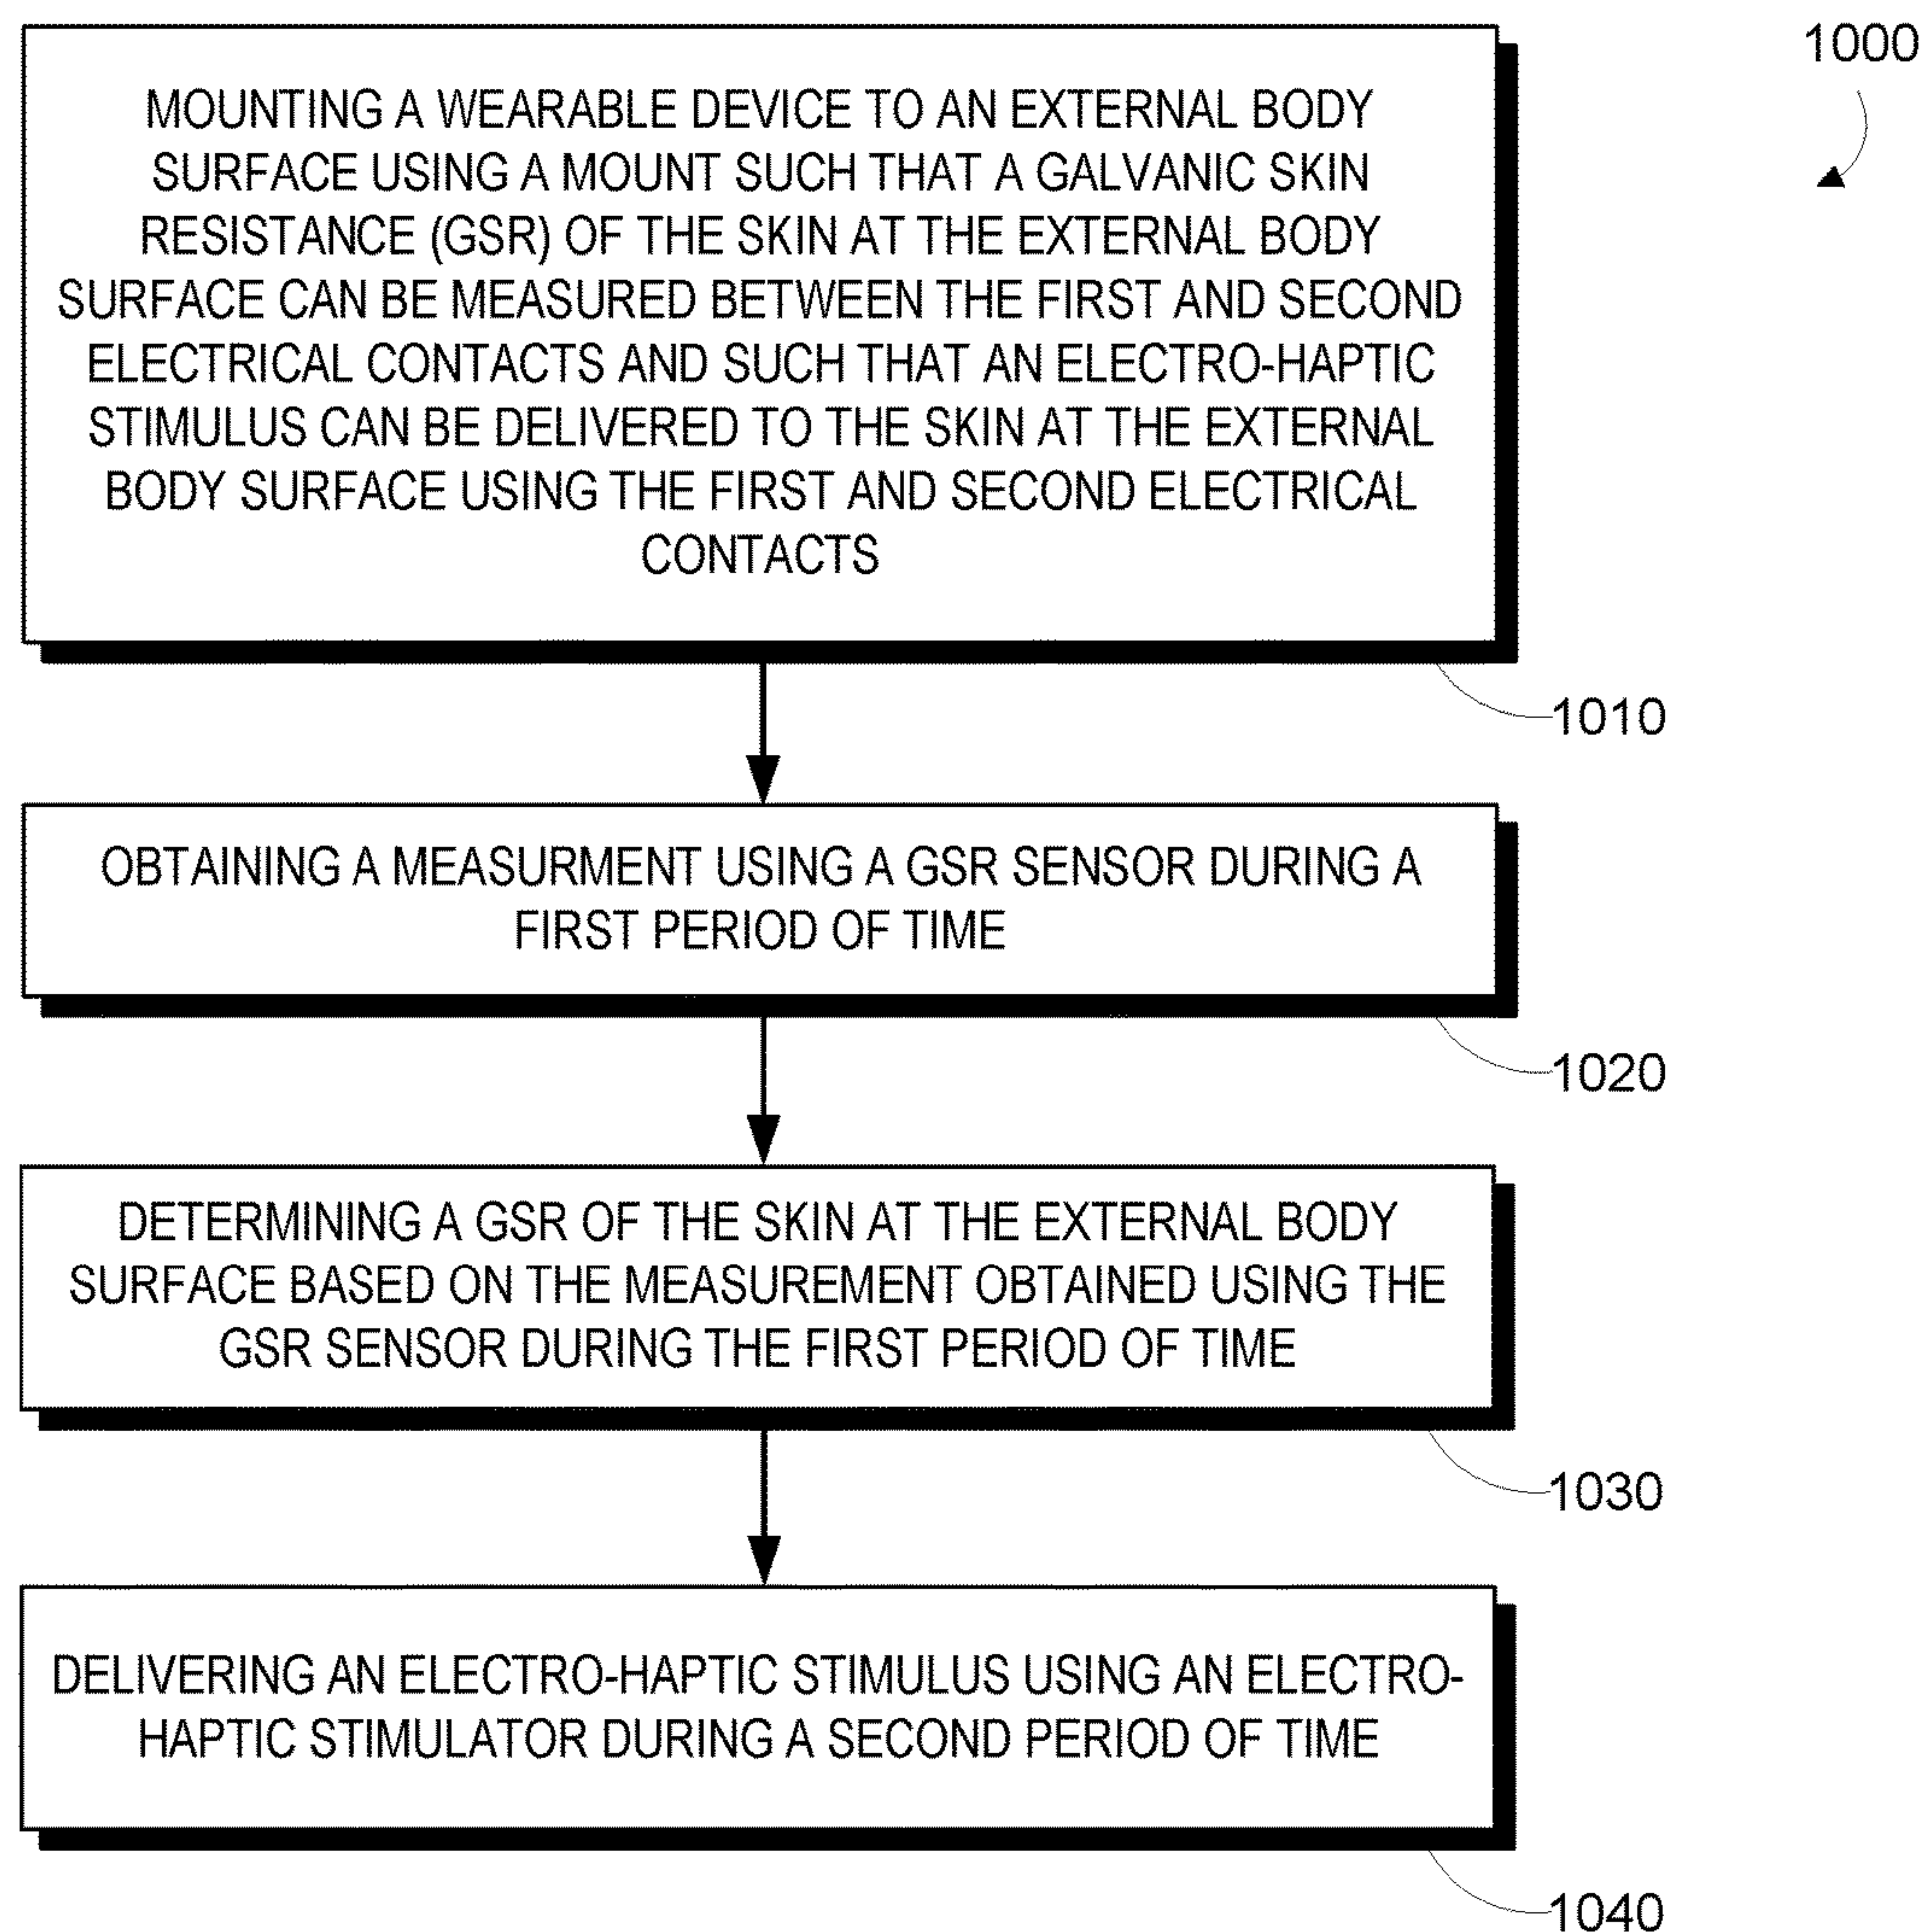 1000
MOUNTING A WEARABLE DEVICE TO AN EXTERNAL BODY
SURFACE USING A MOUNT SUCH THAT A GALVANIC SKIN
RESISTANCE (GSR) OF THE SKIN AT THE EXTERNAL BODY
SURFACE CAN BE MEASURED BETWEEN THE FIRST AND SECOND
ELECTRICAL CONTACTS AND SUCH THAT AN ELECTRO-HAPTIC
STIMULUS CAN BE DELIVERED TO THE SKIN AT THE EXTERNAL
BODY SURFACE USING THE FIRST AND SECOND ELECTRICAL
CONTACTS
1010
OBTAINING A MEASURMENT USING A GSR SENSOR DURING A
FIRST PERIOD OF TIME
1020
DETERMINING A GSR OF THE SKIN AT THE EXTERNAL BODY
SURFACE BASED ON THE MEASUREMENT OBTAINED USING THE
GSR SENSOR DURING THE FIRST PERIOD OF TIME
1030
DELIVERING AN ELECTRO-HAPTIC STIMULUS USING AN ELECTRO-
HAPTIC STIMULATOR DURING A SECOND PERIOD OF TIME
1040